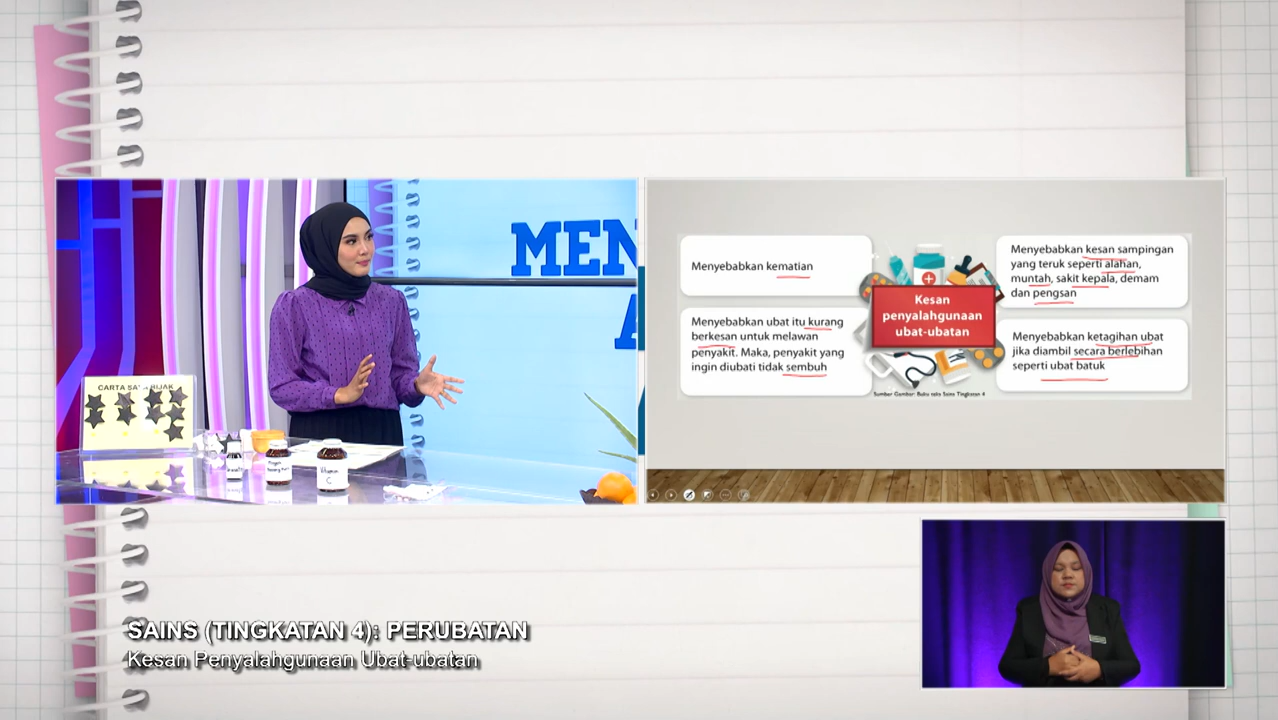 MEN
A
CARTA SA
RIJAK
Vitamin
C
Menyebabkan kematian
Menyebabkan ubat itu kurang
berkesan untuk melawan
penyakit. Maka, penyakit yang
ingin diubati tidak sembuh
Kesan
penyalahgunaan
ubat-ubatan
Menyebabkan kesan sampingan
yang teruk seperti alahan,
muntah, sakit kepala, demam
dan pengsan
Menyebabkan ketagihan ubat
jika diambil secara berlebihan
seperti ubat batuk
Sumber Gambar: Buku teks Sains Tingkatan 4
SAINS (TINGKATAN 4): PERUBATAN
Kesan Penyalahgunaan Ubat-ubatan